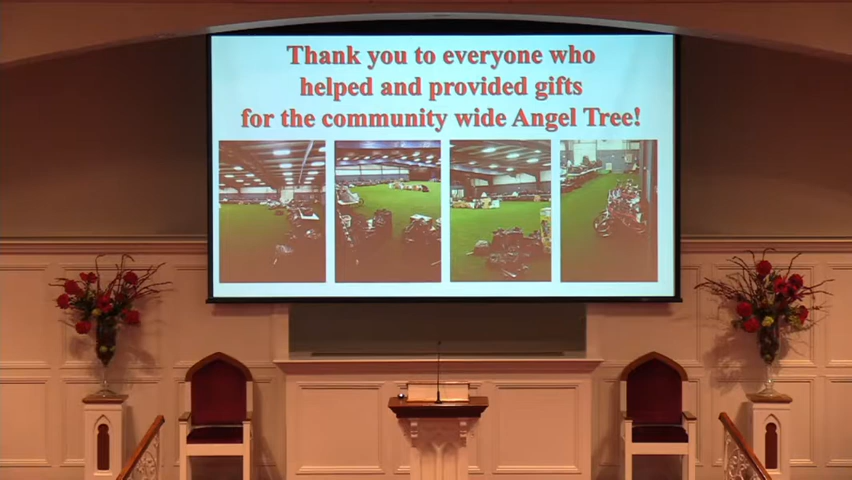 Thank you to everyone who
helped and provided gifts
for the community wide Angel Tree!